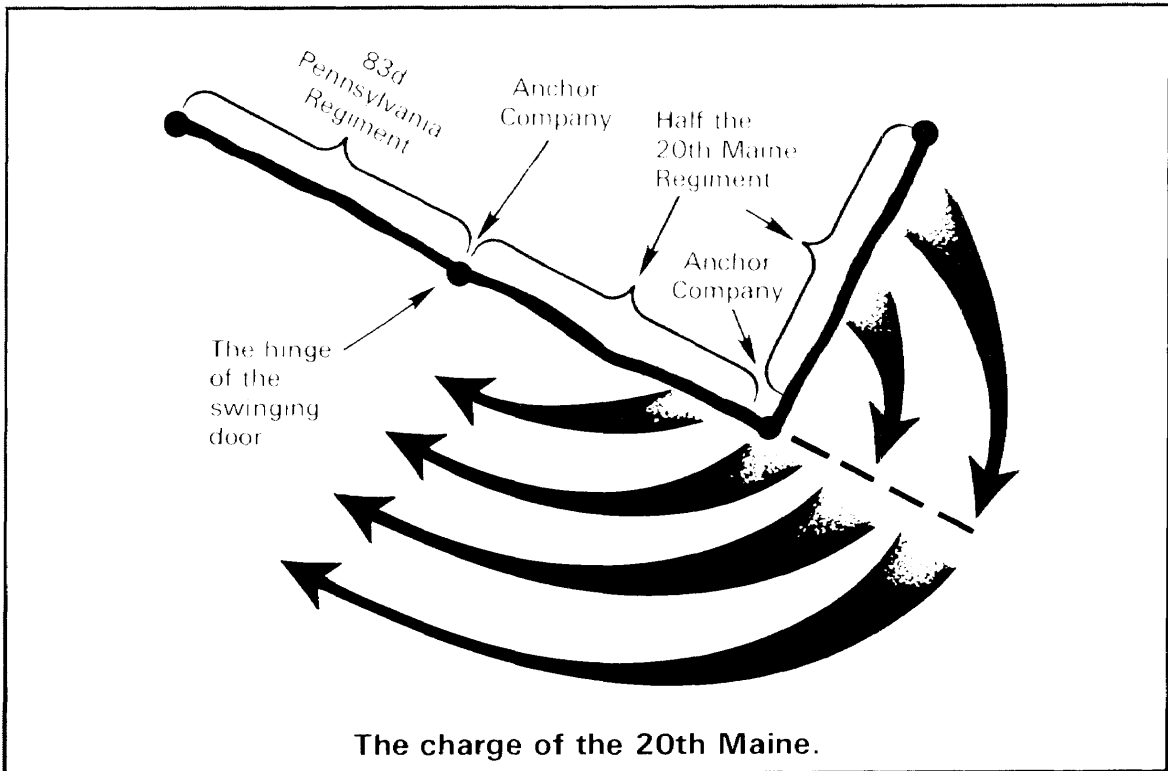 83d
Pennsylvania
Regiment
Anchor
Company
Half the
20th Maine
Regiment
Anchor
Company
The hinge
of the
swinging
door
The charge of the 20th Maine.